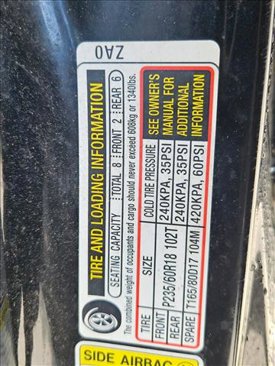 ZA0
TIRE AND LOADING INFORMATION
SEATING CAPACITY TOTAL 8 FRONT 2 REAR 6
The combined weight of occupants and cargo should never exceed 608kg or 1340lbs.
TIRE SIZE COLD TIRE PRESSURE
FRONT P235/60R18 102T 240KPA, 35PSI
REAR P235/60R18 102T 240KPA, 35PSI
SPARE T165/80D17 104M 420KPA, 60PSI
SEE OWNER'S
MANUAL FOR
ADDITIONAL
INFORMATION
SIDE AIRBAG